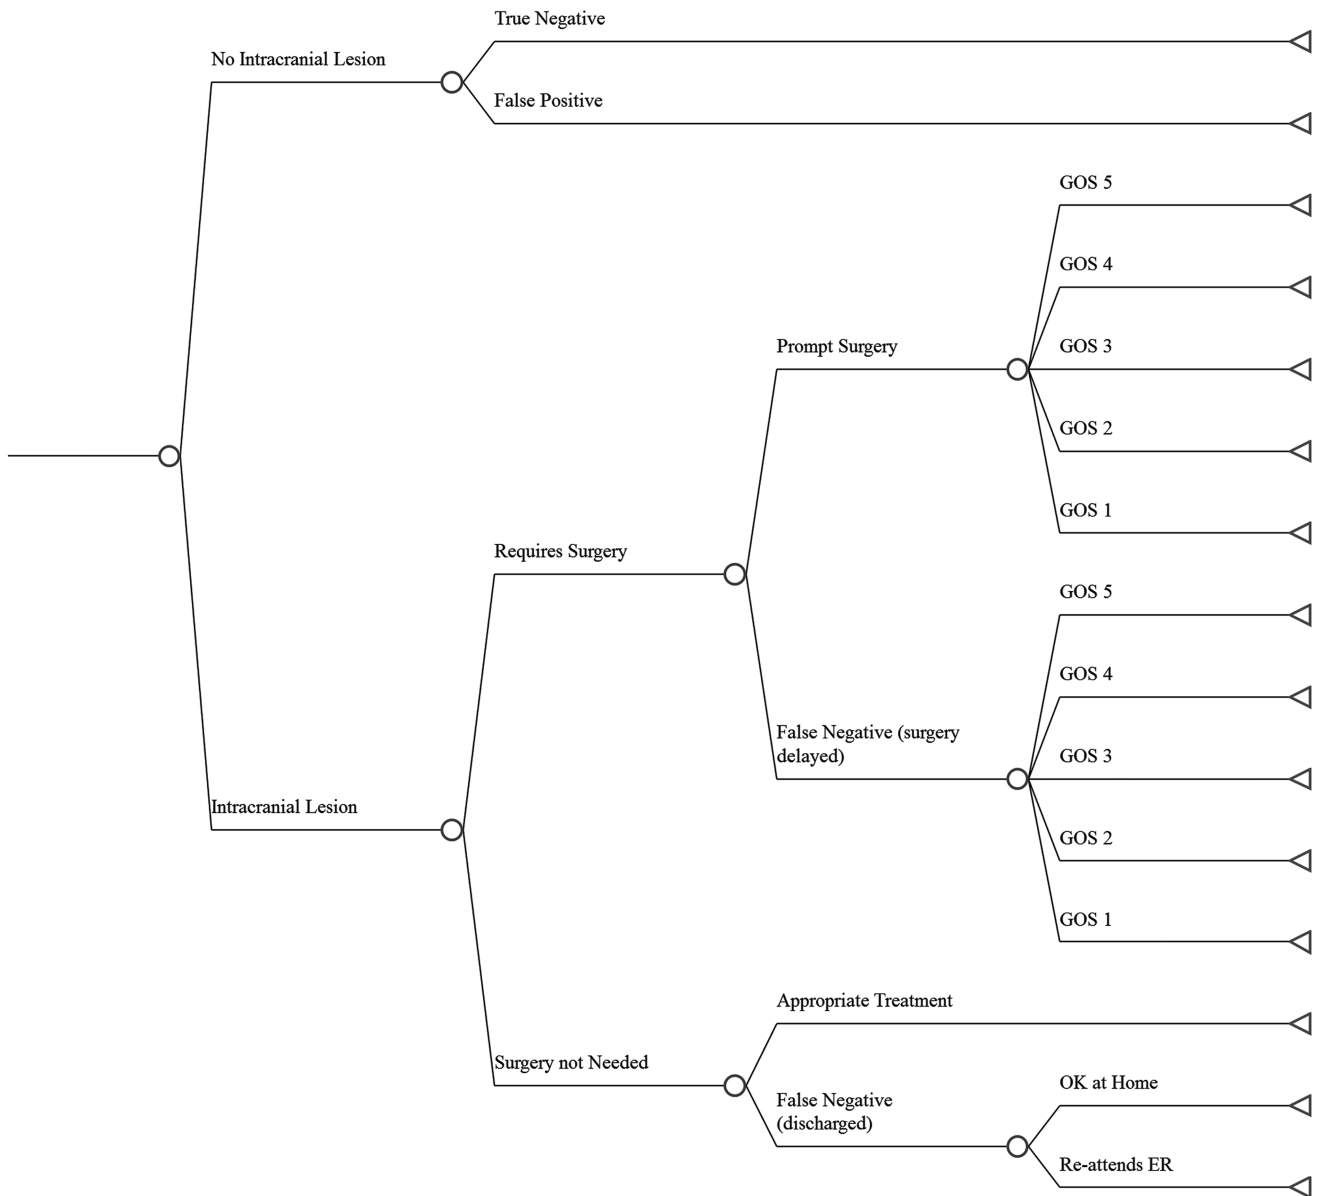 True Negative
No Intracranial Lesion
False Positive
GOS 5
GOS 4
Prompt Surgery
GOS 3
GOS 2
GOS 1
Requires Surgery
GOS 5
GOS 4
False Negative (surgery
delayed)
GOS 3
Intracranial Lesion
GOS 2
GOS 1
Appropriate Treatment
Surgery not Needed
OK at Home
False Negative
(discharged)
Re-attends ER